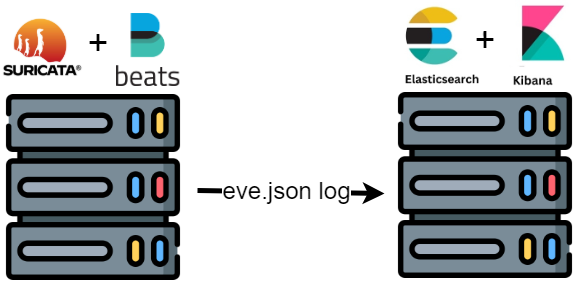 SURICATA®
+
beats
Elasticsearch
+
Kibana
eve.json log